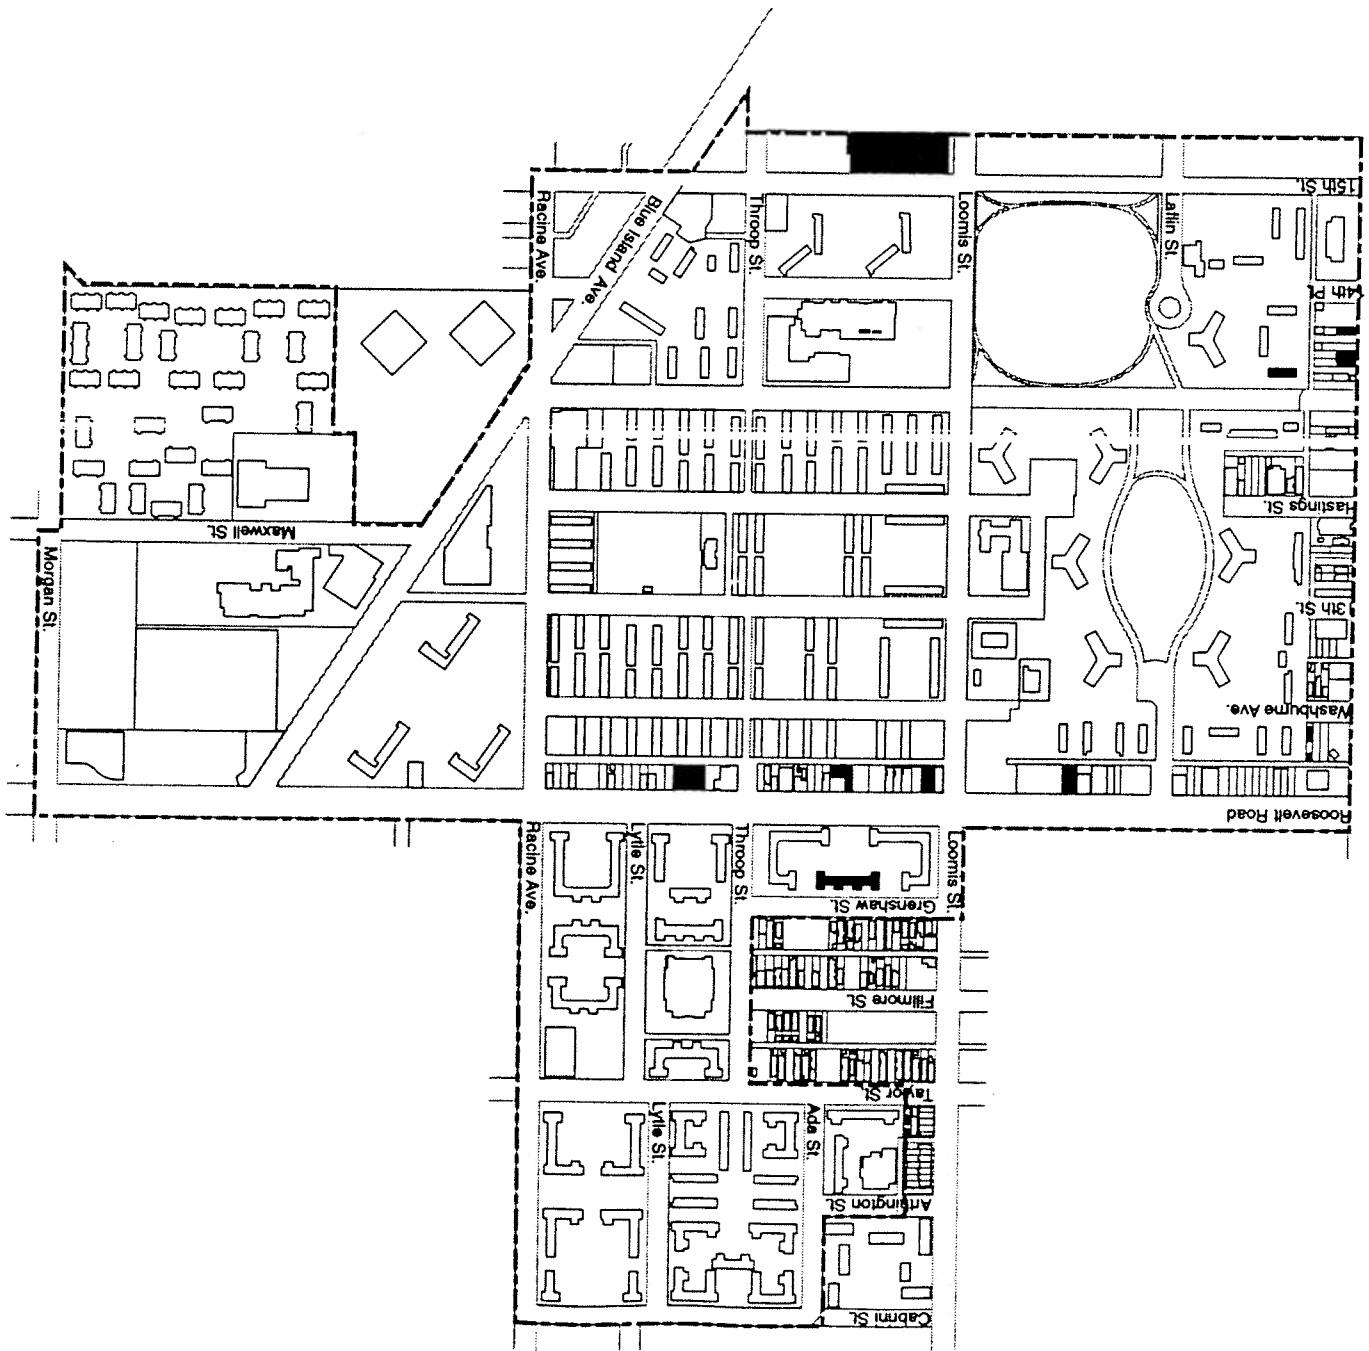 15th St.
Racine Ave.
Blue Island Ave.
Throop St.
Loomis St.
Laflin St.
14th Pl.
Hastings St.
Maxwell St.
Morgan St.
13th St.
Washburne Ave.
Roosevelt Road
Racine Ave.
Lytle St.
Throop St.
Loomis St.
Grenshaw St.
Fillmore St.
Taylor St.
Lytle St.
Ada St.
Arthington St.
Cabrini St.